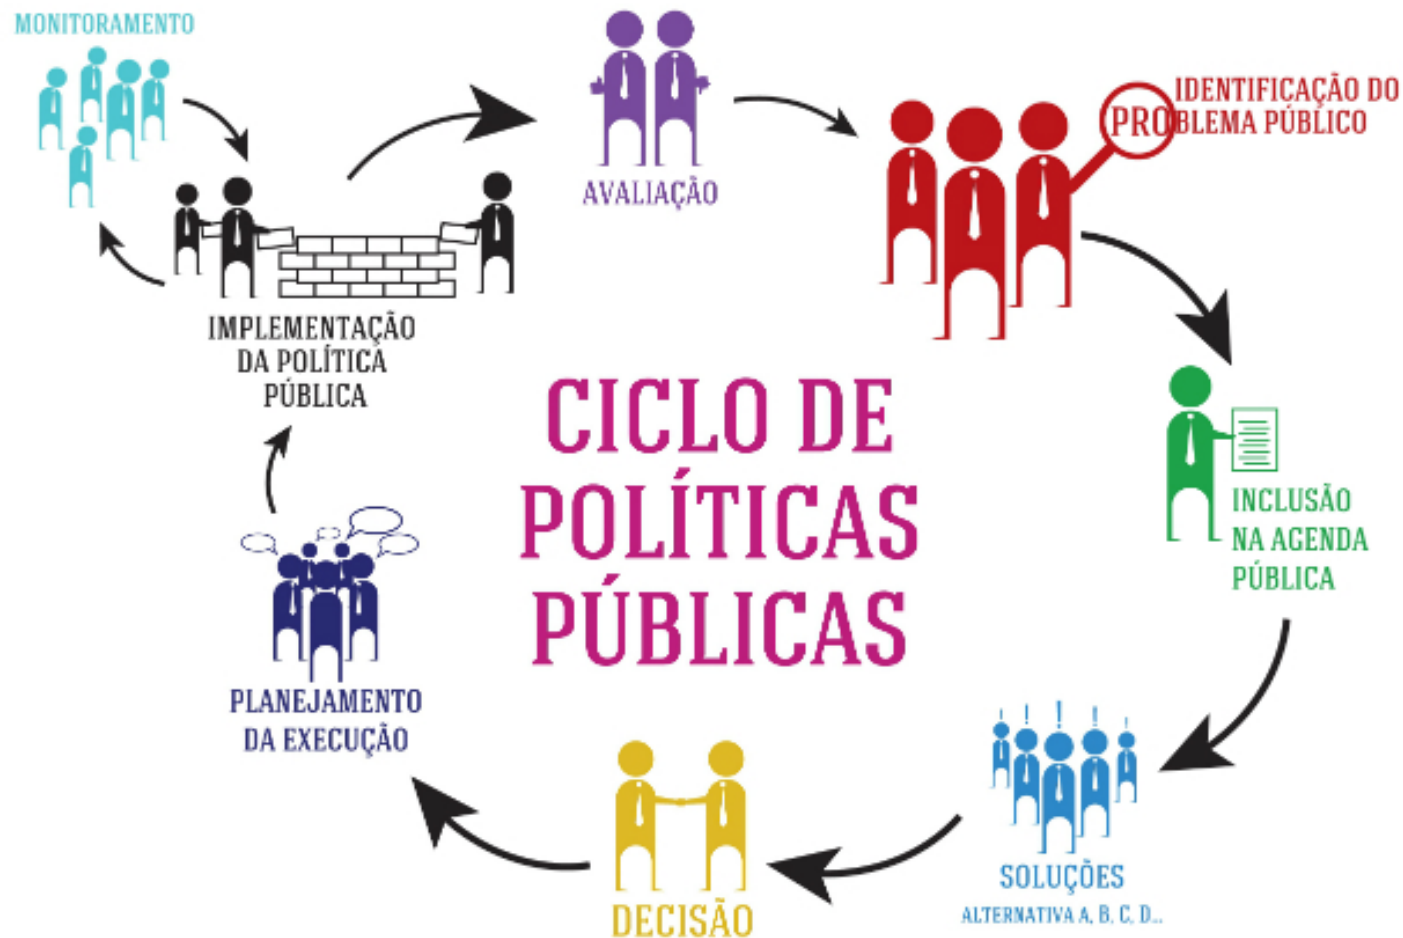 MONITORAMENTO
AVALIAÇÃO
IDENTIFICAÇÃO DO
PROBLEMA PÚBLICO
IMPLEMENTAÇÃO
DA POLÍTICA
PÚBLICA
CICLO DE
POLÍTICAS
PÚBLICAS
INCLUSÃO
NA AGENDA
PÚBLICA
PLANEJAMENTO
DA EXECUÇÃO
! ! ! ! !
SOLUÇÕES
ALTERNATIVA A, B, C, D...
DECISÃO